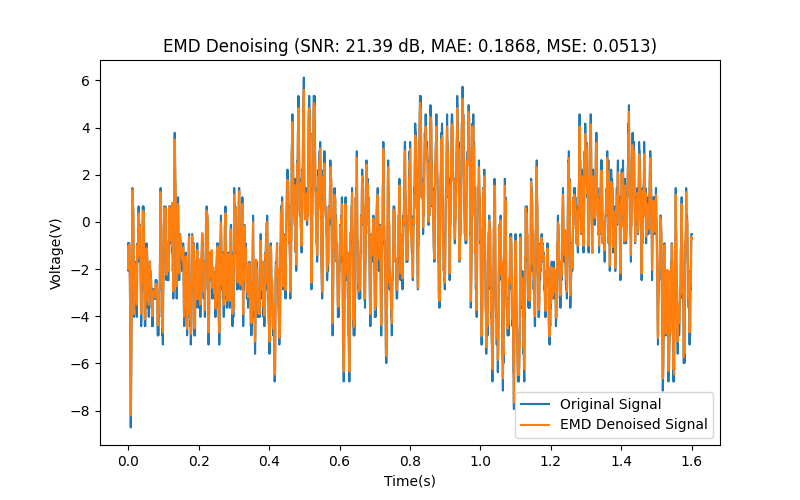 EMD Denoising (SNR: 21.39 dB, MAE: 0.1868, MSE: 0.0513)
6
4
2
0
−2
−4
−6
−8
Voltage(V)
0.0 0.2 0.4 0.6 0.8 1.0 1.2 1.4 1.6
Time(s)
Original Signal
EMD Denoised Signal